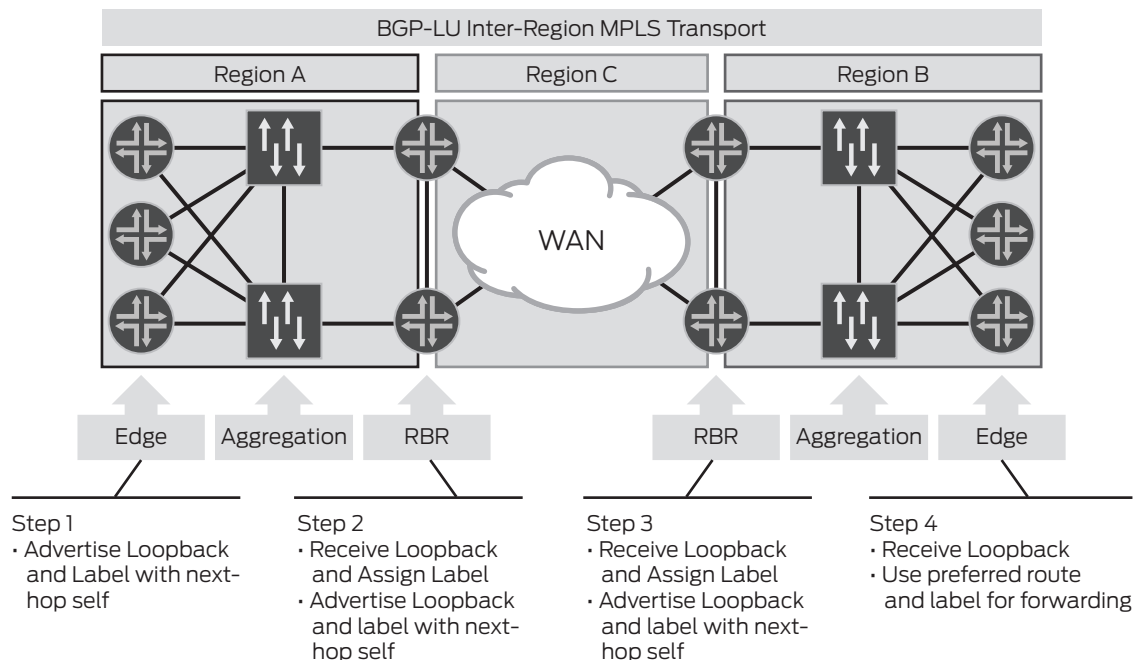 BGP-LU Inter-Region MPLS Transport
Region A
Region C
Region B
WAN
Edge
Aggregation
RBR
RBR
Aggregation
Edge
Step 1
· Advertise Loopback
and Label with next-
hop self
Step 2
· Receive Loopback
and Assign Label
· Advertise Loopback
and label with next-
hop self
Step 3
· Receive Loopback
and Assign Label
· Advertise Loopback
and label with next-
hop self
Step 4
· Receive Loopback
· Use preferred route
and label for forwarding